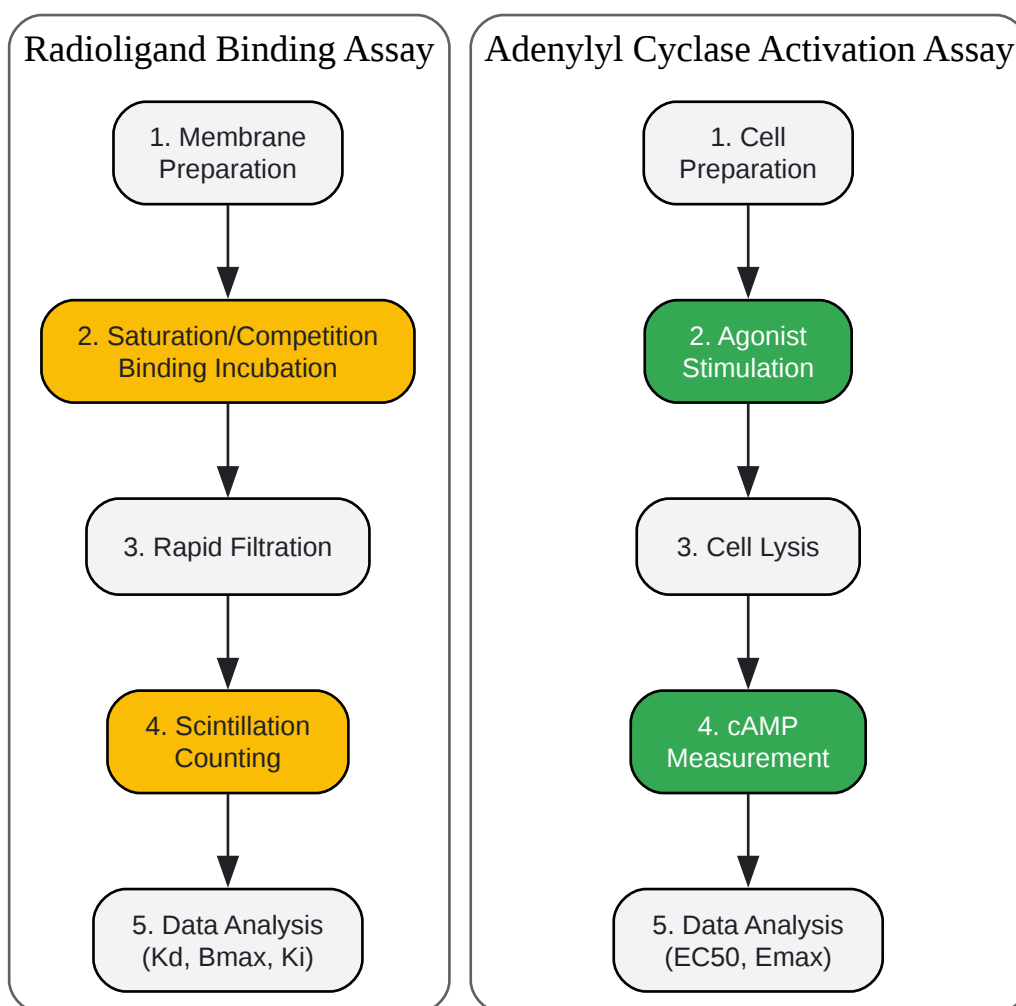 Radioligand Binding Assay
1. Membrane
Preparation
2. Saturation/Competition
Binding Incubation
3. Rapid Filtration
4. Scintillation
Counting
5. Data Analysis
(Kd, Bmax, Ki)
Adenylyl Cyclase Activation Assay
1. Cell
Preparation
2. Agonist
Stimulation
3. Cell Lysis
4. cAMP
Measurement
5. Data Analysis
(EC50, Emax)